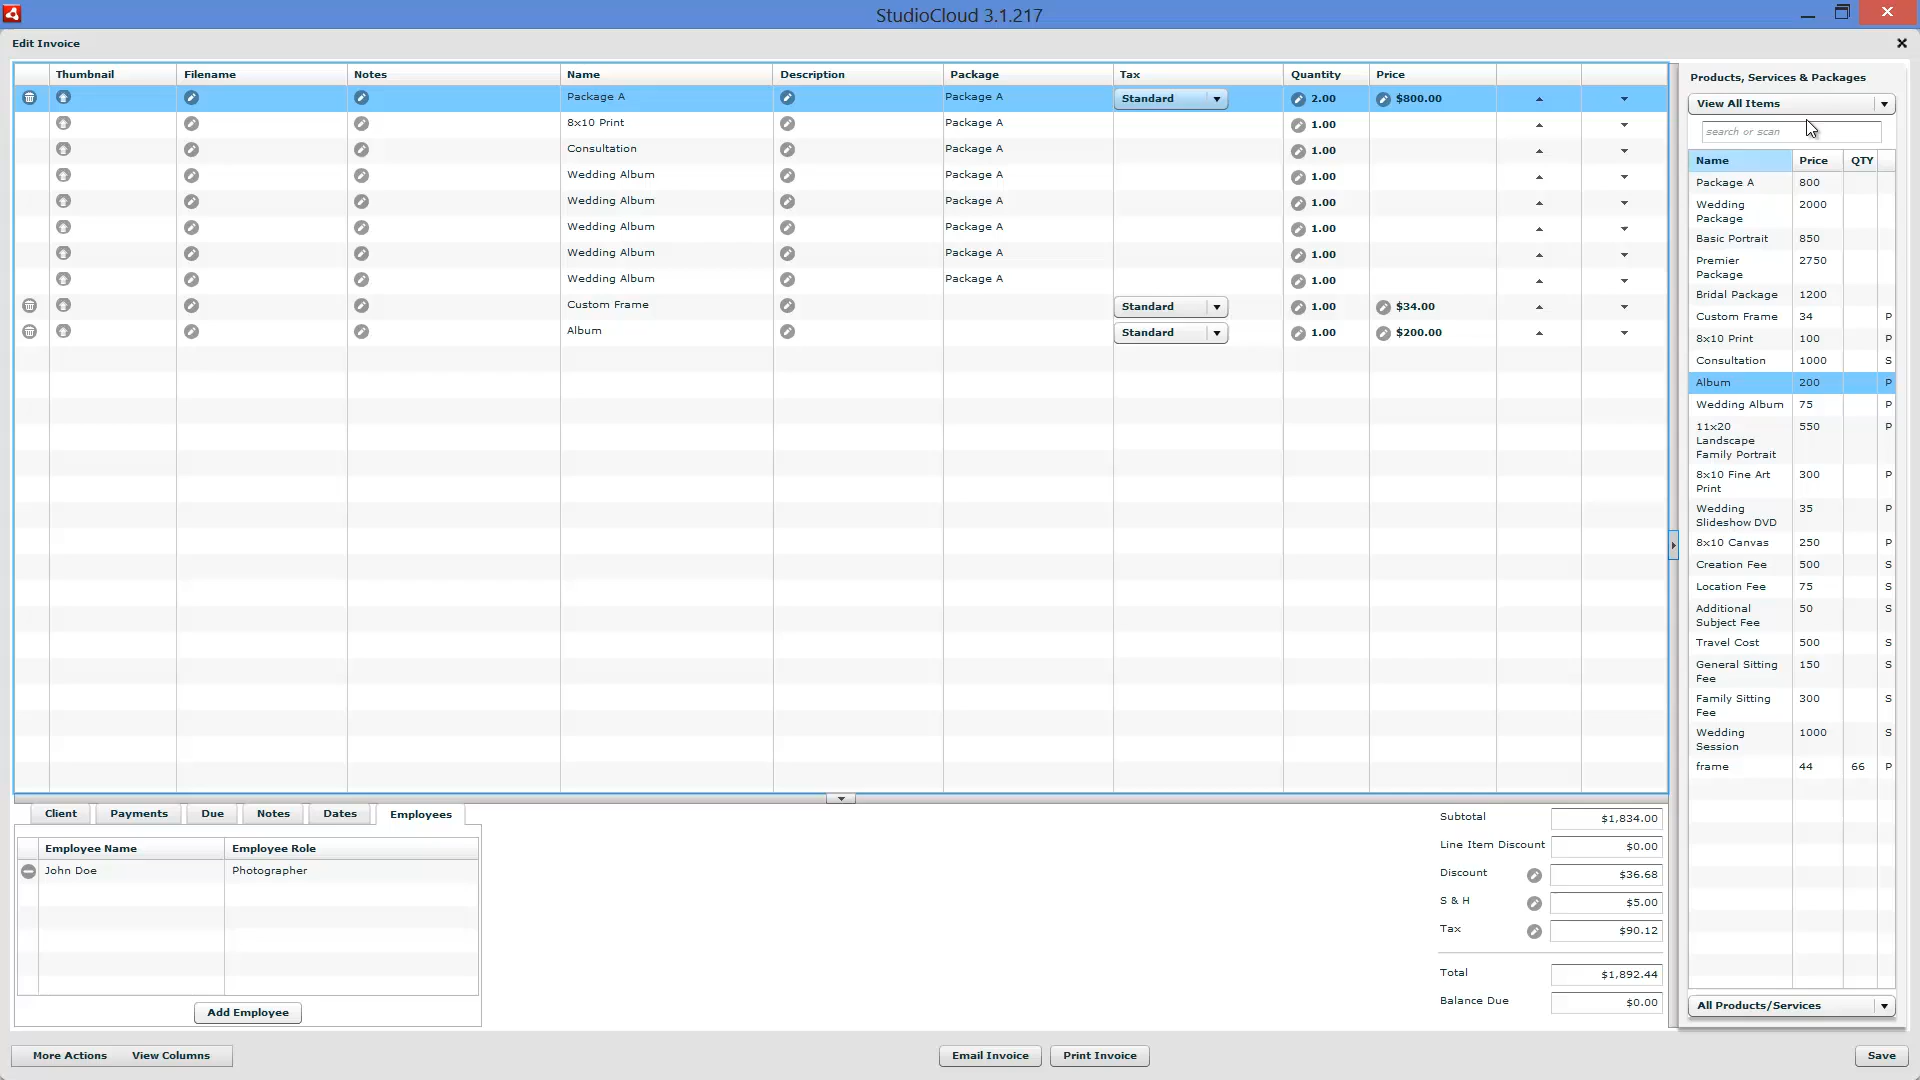 StudioCloud 3.1.217
Edit Invoice
Thumbnail Filename Notes Name Description Package Tax Quantity Price
Package A Package A Standard 2.00 $800.00
8x10 Print Package A 1.00
Consultation Package A 1.00
Wedding Album Package A 1.00
Wedding Album Package A 1.00
Wedding Album Package A 1.00
Wedding Album Package A 1.00
Wedding Album Package A 1.00
Custom Frame Standard 1.00 $34.00
Album Standard 1.00 $200.00
Products, Services & Packages
View All Items
search or scan
Name Price QTY
Package A 800
Wedding 2000
Package
Basic Portrait 850
Premier 2750
Package
Bridal Package 1200
Custom Frame 34 P
8x10 Print 100 P
Consultation 1000 S
Album 200 P
Wedding Album 75 P
11x20 550 P
Landscape
Family Portrait
8x10 Fine Art 300 P
Print
Wedding 35 P
Slideshow DVD
8x10 Canvas 250 P
Creation Fee 500 S
Location Fee 75 S
Additional 50 S
Subject Fee
Travel Cost 500 S
General Sitting 150 S
Fee
Family Sitting 300 S
Fee
Wedding 1000 S
Session
frame 44 66 P
All Products/Services
Client Payments Due Notes Dates Employees
Employee Name Employee Role
John Doe Photographer
Add Employee
Subtotal $1,834.00
Line Item Discount $0.00
Discount $36.68
S & H $5.00
Tax $90.12
Total $1,892.44
Balance Due $0.00
More Actions View Columns Email Invoice Print Invoice Save